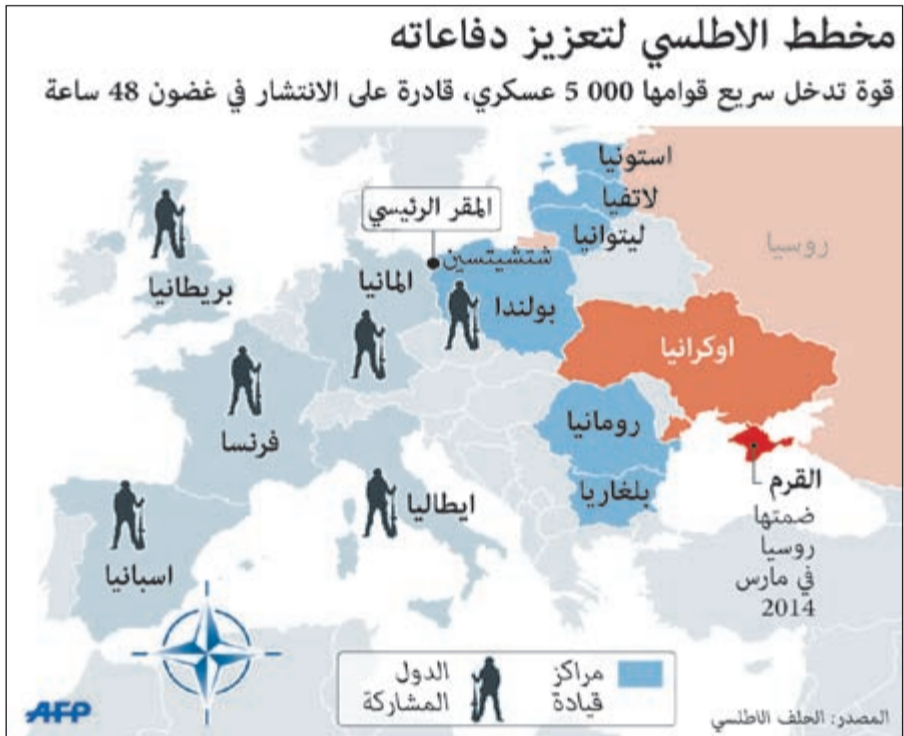 مخطط الاطلسي لتعزيز دفاعاته
قوة تدخل سريع قوامها 000 5 عسكري، قادرة على الانتشار في غضون 48 ساعة
استونيا
لاتفيا
ليتوانيا
روسيا
المقر الرئيسي
شتشيتسين
بولندا
المانيا
بريطانيا
اوكرانيا
فرنسا
رومانيا
بلغاريا
ايطاليا
اسبانيا
القرم
ضمتها
روسيا
في مارس
2014
مراكز
قيادة
الدول
المشاركة
المصدر: الحلف الاطلسي
AFP